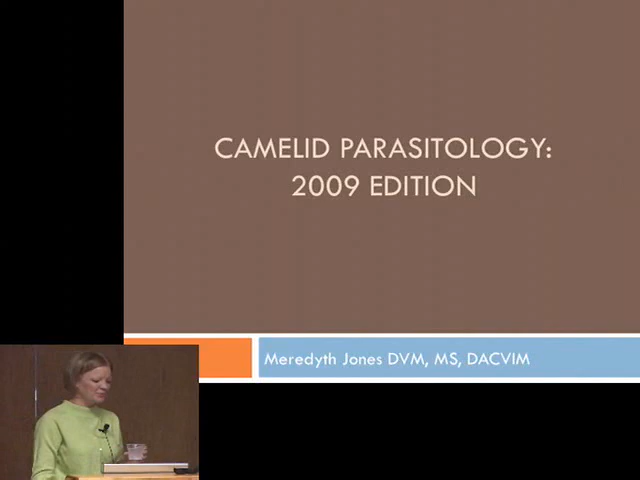 CAMELID PARASITOLOGY:
2009 EDITION
Meredyth Jones DVM, MS, DACVIM